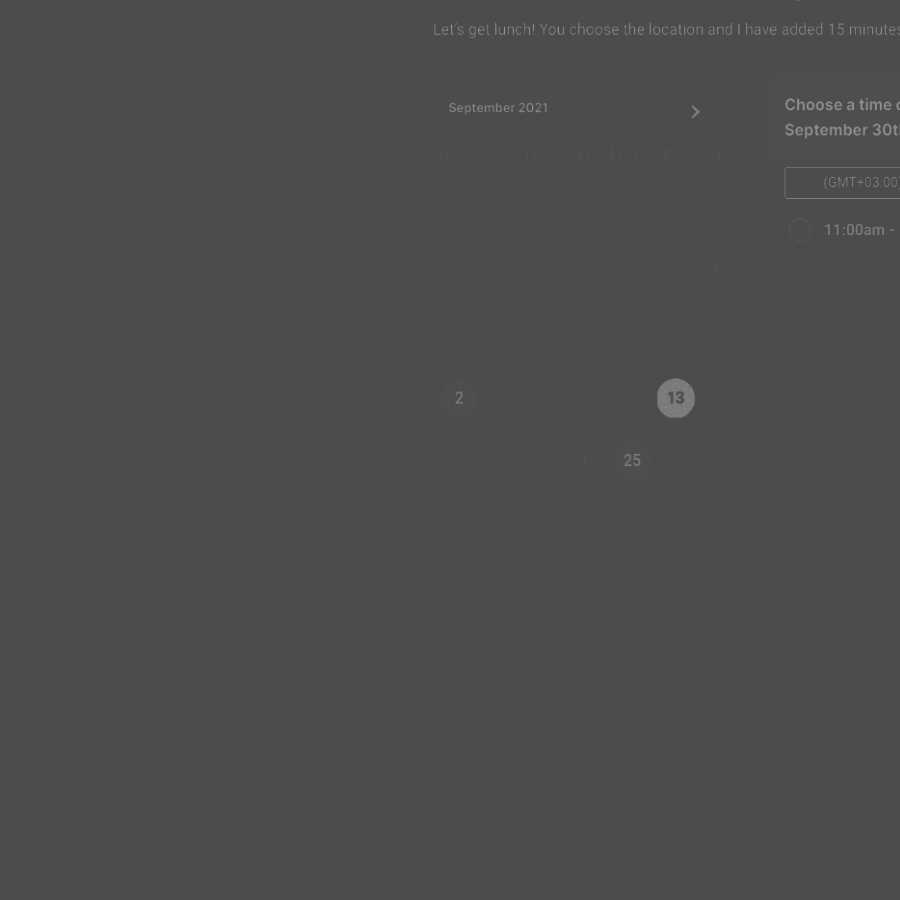 Let's get lunch! You choose the location and I have added 15 minutes
September 2021
Choose a time
September 30th
(GMT+03:00)
11:00am -
2
13
25